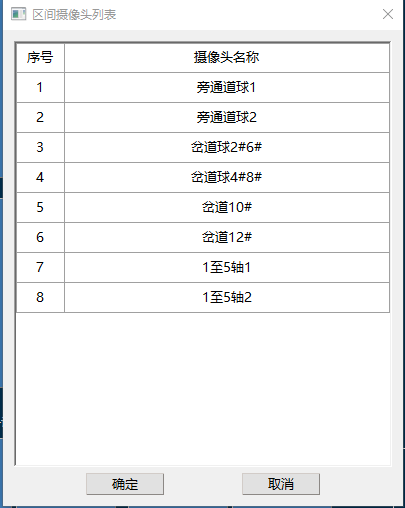 区间摄像头列表
序号 摄像头名称
1 旁通道球1
2 旁通道球2
3 岔道球2#6#
4 岔道球4#8#
5 岔道10#
6 岔道12#
7 1至5轴1
8 1至5轴2
确定 取消